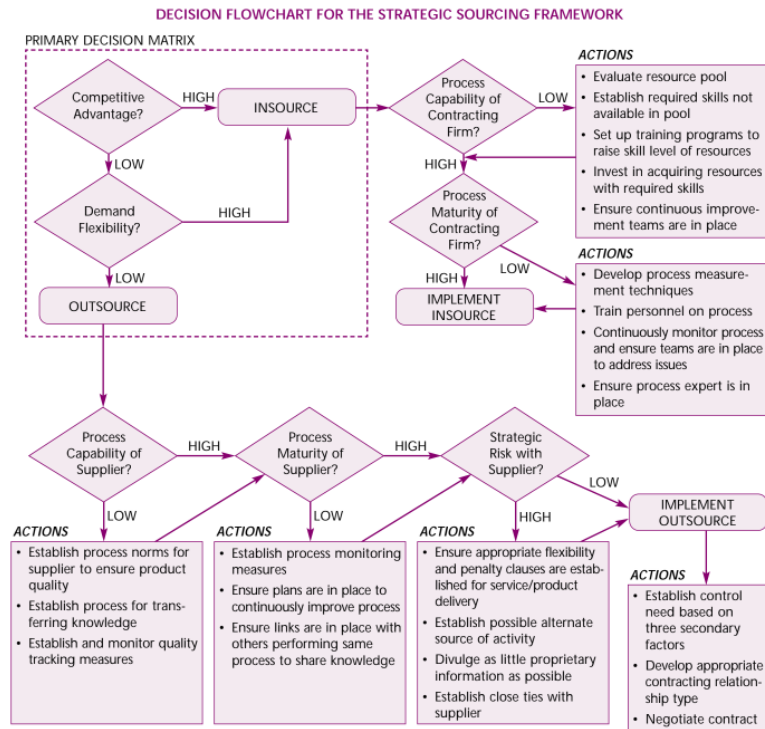 DECISION FLOWCHART FOR THE STRATEGIC SOURCING FRAMEWORK
PRIMARY DECISION MATRIX
Competitive
Advantage?
HIGH
INSOURCE
LOW
Demand
Flexibility?
HIGH
LOW
OUTSOURCE
Process
Capability of
Contracting
Firm?
LOW
HIGH
ACTIONS
• Evaluate resource pool
• Establish required skills not
available in pool
• Set up training programs to
raise skill level of resources
• Invest in acquiring resources
with required skills
• Ensure continuous improve-
ment teams are in place
Process
Maturity of
Contracting
Firm?
LOW
HIGH
IMPLEMENT
INSOURCE
ACTIONS
• Develop process measure-
ment techniques
• Train personnel on process
• Continuously monitor process
and ensure teams are in place
to address issues
• Ensure process expert is in
place
Process
Capability of
Supplier?
HIGH
LOW
ACTIONS
• Establish process norms for
supplier to ensure product
quality
• Establish process for trans-
ferring knowledge
• Establish and monitor quality
tracking measures
Process
Maturity of
Supplier?
HIGH
LOW
ACTIONS
• Establish process monitoring
measures
• Ensure plans are in place to
continuously improve process
• Ensure links are in place with
others performing same
process to share knowledge
Strategic
Risk with
Supplier?
LOW
HIGH
ACTIONS
• Ensure appropriate flexibility
and penalty clauses are estab-
lished for service/product
delivery
• Establish possible alternate
source of activity
• Divulge as little proprietary
information as possible
• Establish close ties with
supplier
IMPLEMENT
OUTSOURCE
ACTIONS
• Establish control
need based on
three secondary
factors
• Develop appropriate
contracting relation-
ship type
• Negotiate contract